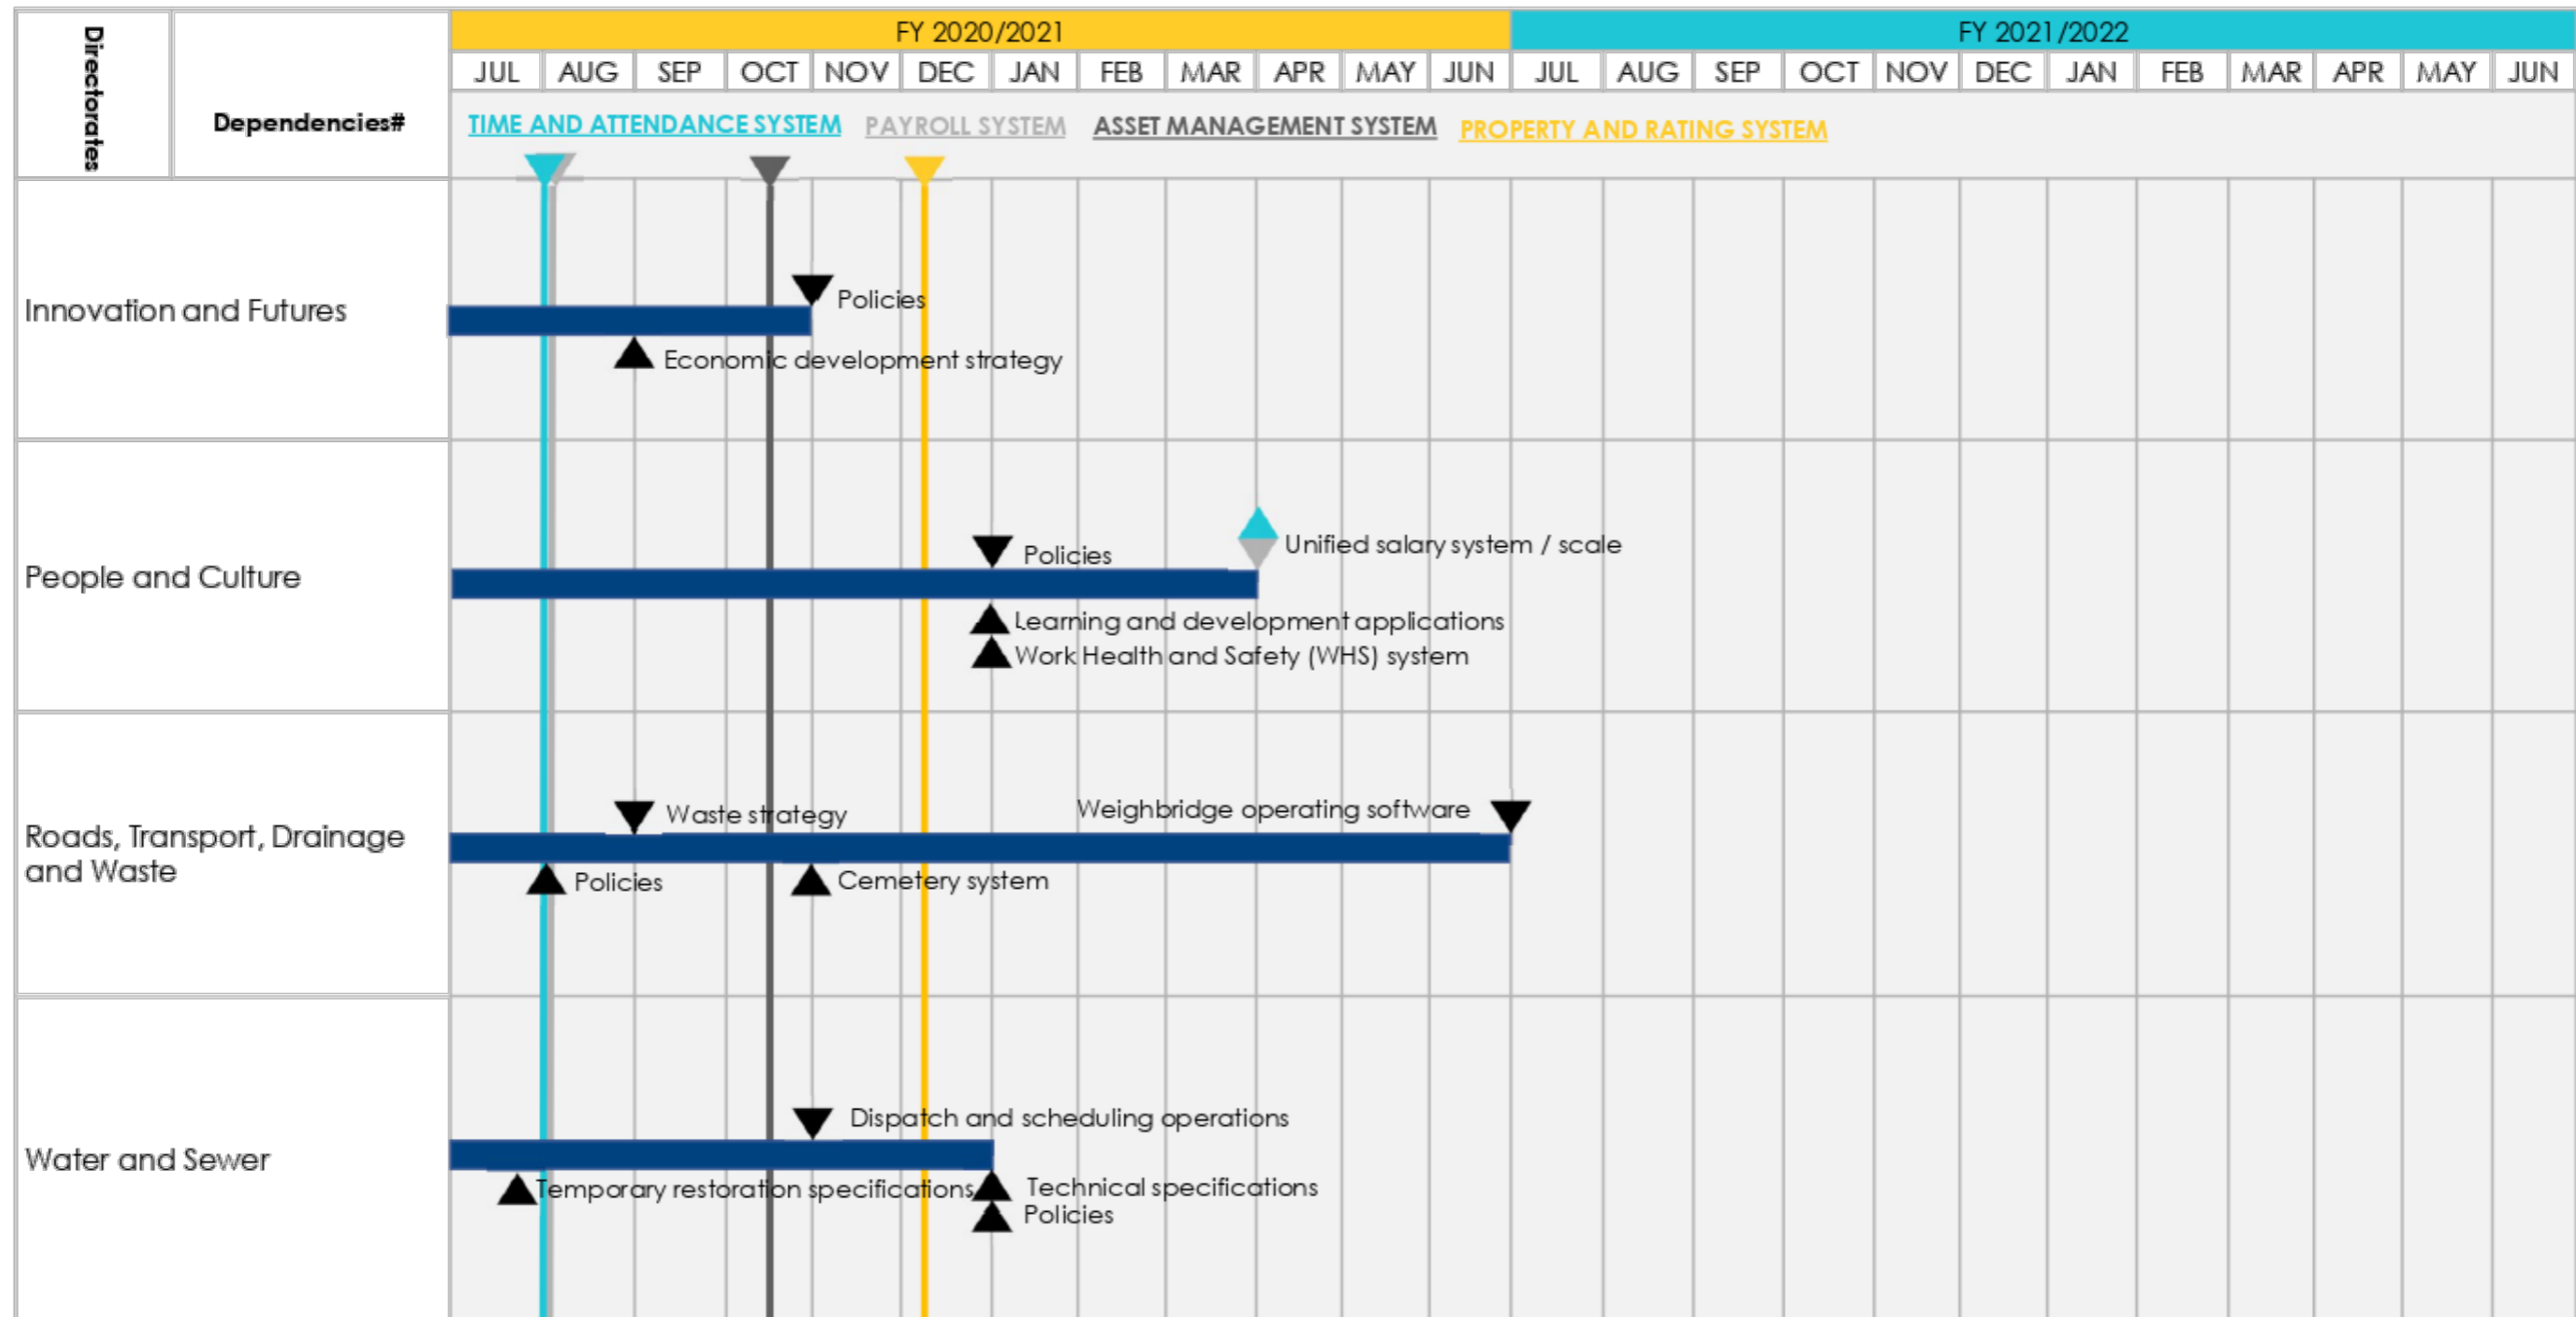 Directorates
Dependencies#
FY 2020/2021
FY 2021/2022
JUL AUG SEP OCT NOV DEC JAN FEB MAR APR MAY JUN JUL AUG SEP OCT NOV DEC JAN FEB MAR APR MAY JUN
TIME AND ATTENDANCE SYSTEM
PAYROLL SYSTEM
ASSET MANAGEMENT SYSTEM
PROPERTY AND RATING SYSTEM
Innovation and Futures
Policies
Economic development strategy
People and Culture
Unified salary system / scale
Policies
Learning and development applications
Work Health and Safety (WHS) system
Roads, Transport, Drainage
and Waste
Waste strategy
Weighbridge operating software
Policies
Cemetery system
Water and Sewer
Dispatch and scheduling operations
Temporary restoration specifications
Technical specifications
Policies